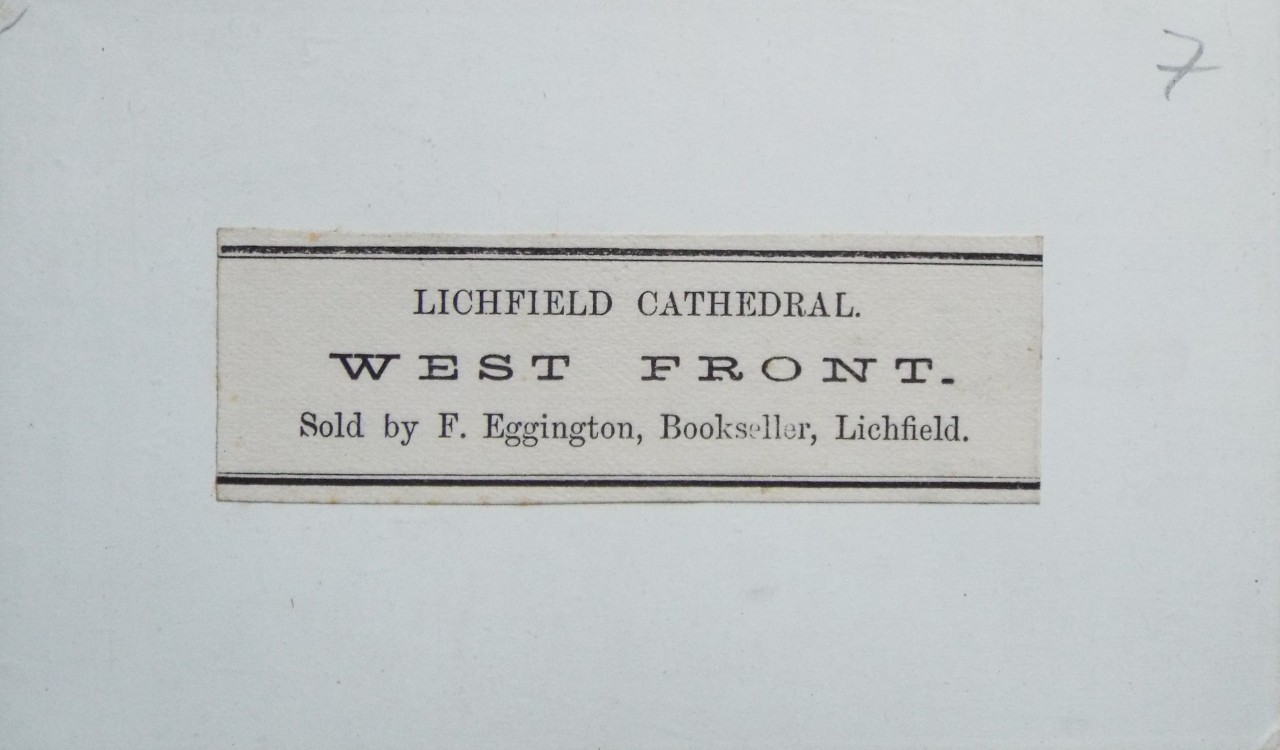 7
LICHFIELD CATHEDRAL.
WEST FRONT.
Sold by F. Eggington, Bookseller, Lichfield.